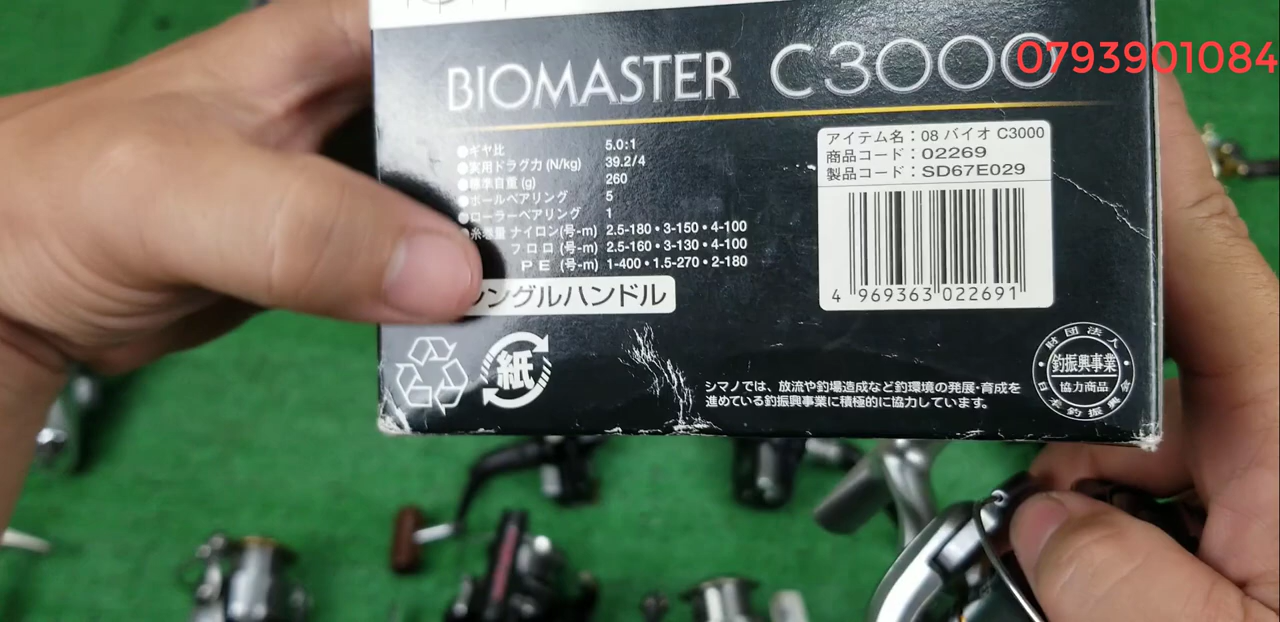 BIOMASTER C3000
0793901084
アイテム名：08 バイオ C3000
商品コード：02269
製品コード：SD67E029
4 969363 022691
●ギヤ比 5.0:1
●実用ドラグ力 (N/kg) 39.2/4
●標準自重 (g) 260
●ボールベアリング 5
●ローラーベアリング 1
糸巻量 ナイロン(号-m) 2.5-180・3-150・4-100
フロロ (号-m) 2.5-160・3-130・4-100
PE (号-m) 1-400・1.5-270・2-180
シングルハンドル
紙
シマノでは、放流や釣場造成など釣環境の発展・育成を
進めている釣振興事業に積極的に協力しています。
財団法人
釣振興事業
協力商品
日本釣振興会